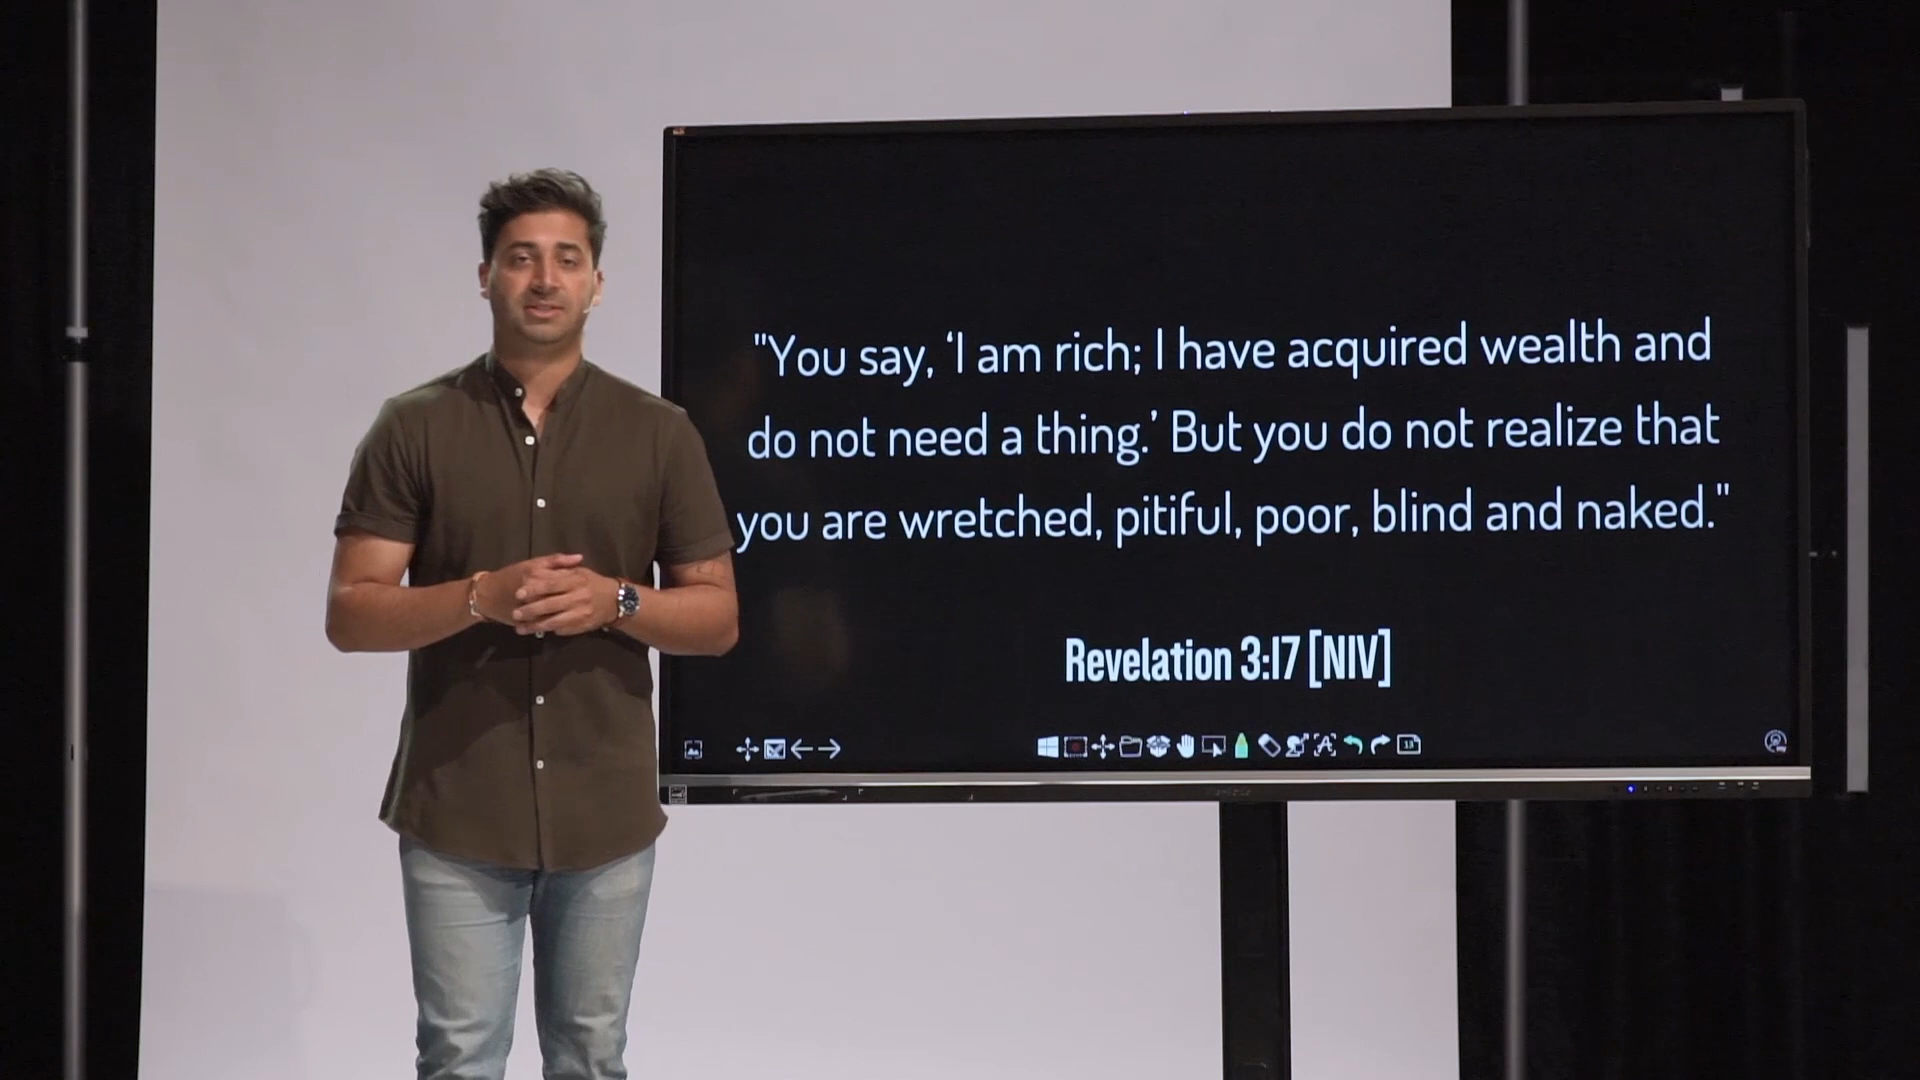 "You say, ‘I am rich; I have acquired wealth and
do not need a thing.’ But you do not realize that
you are wretched, pitiful, poor, blind and naked."
Revelation 3:17 [NIV]
13